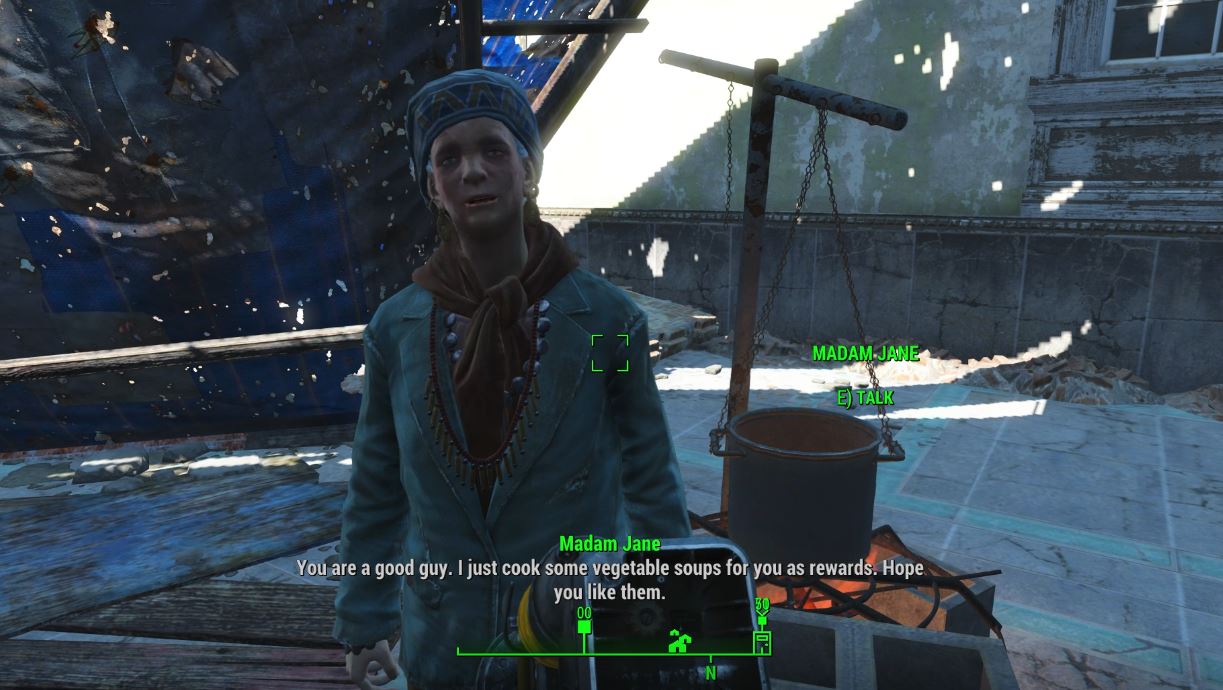 MADAM JANE
E) TALK
Madam Jane
You are a good guy. I just cook some vegetable soups for you as rewards. Hope
you like them.
00
30
N